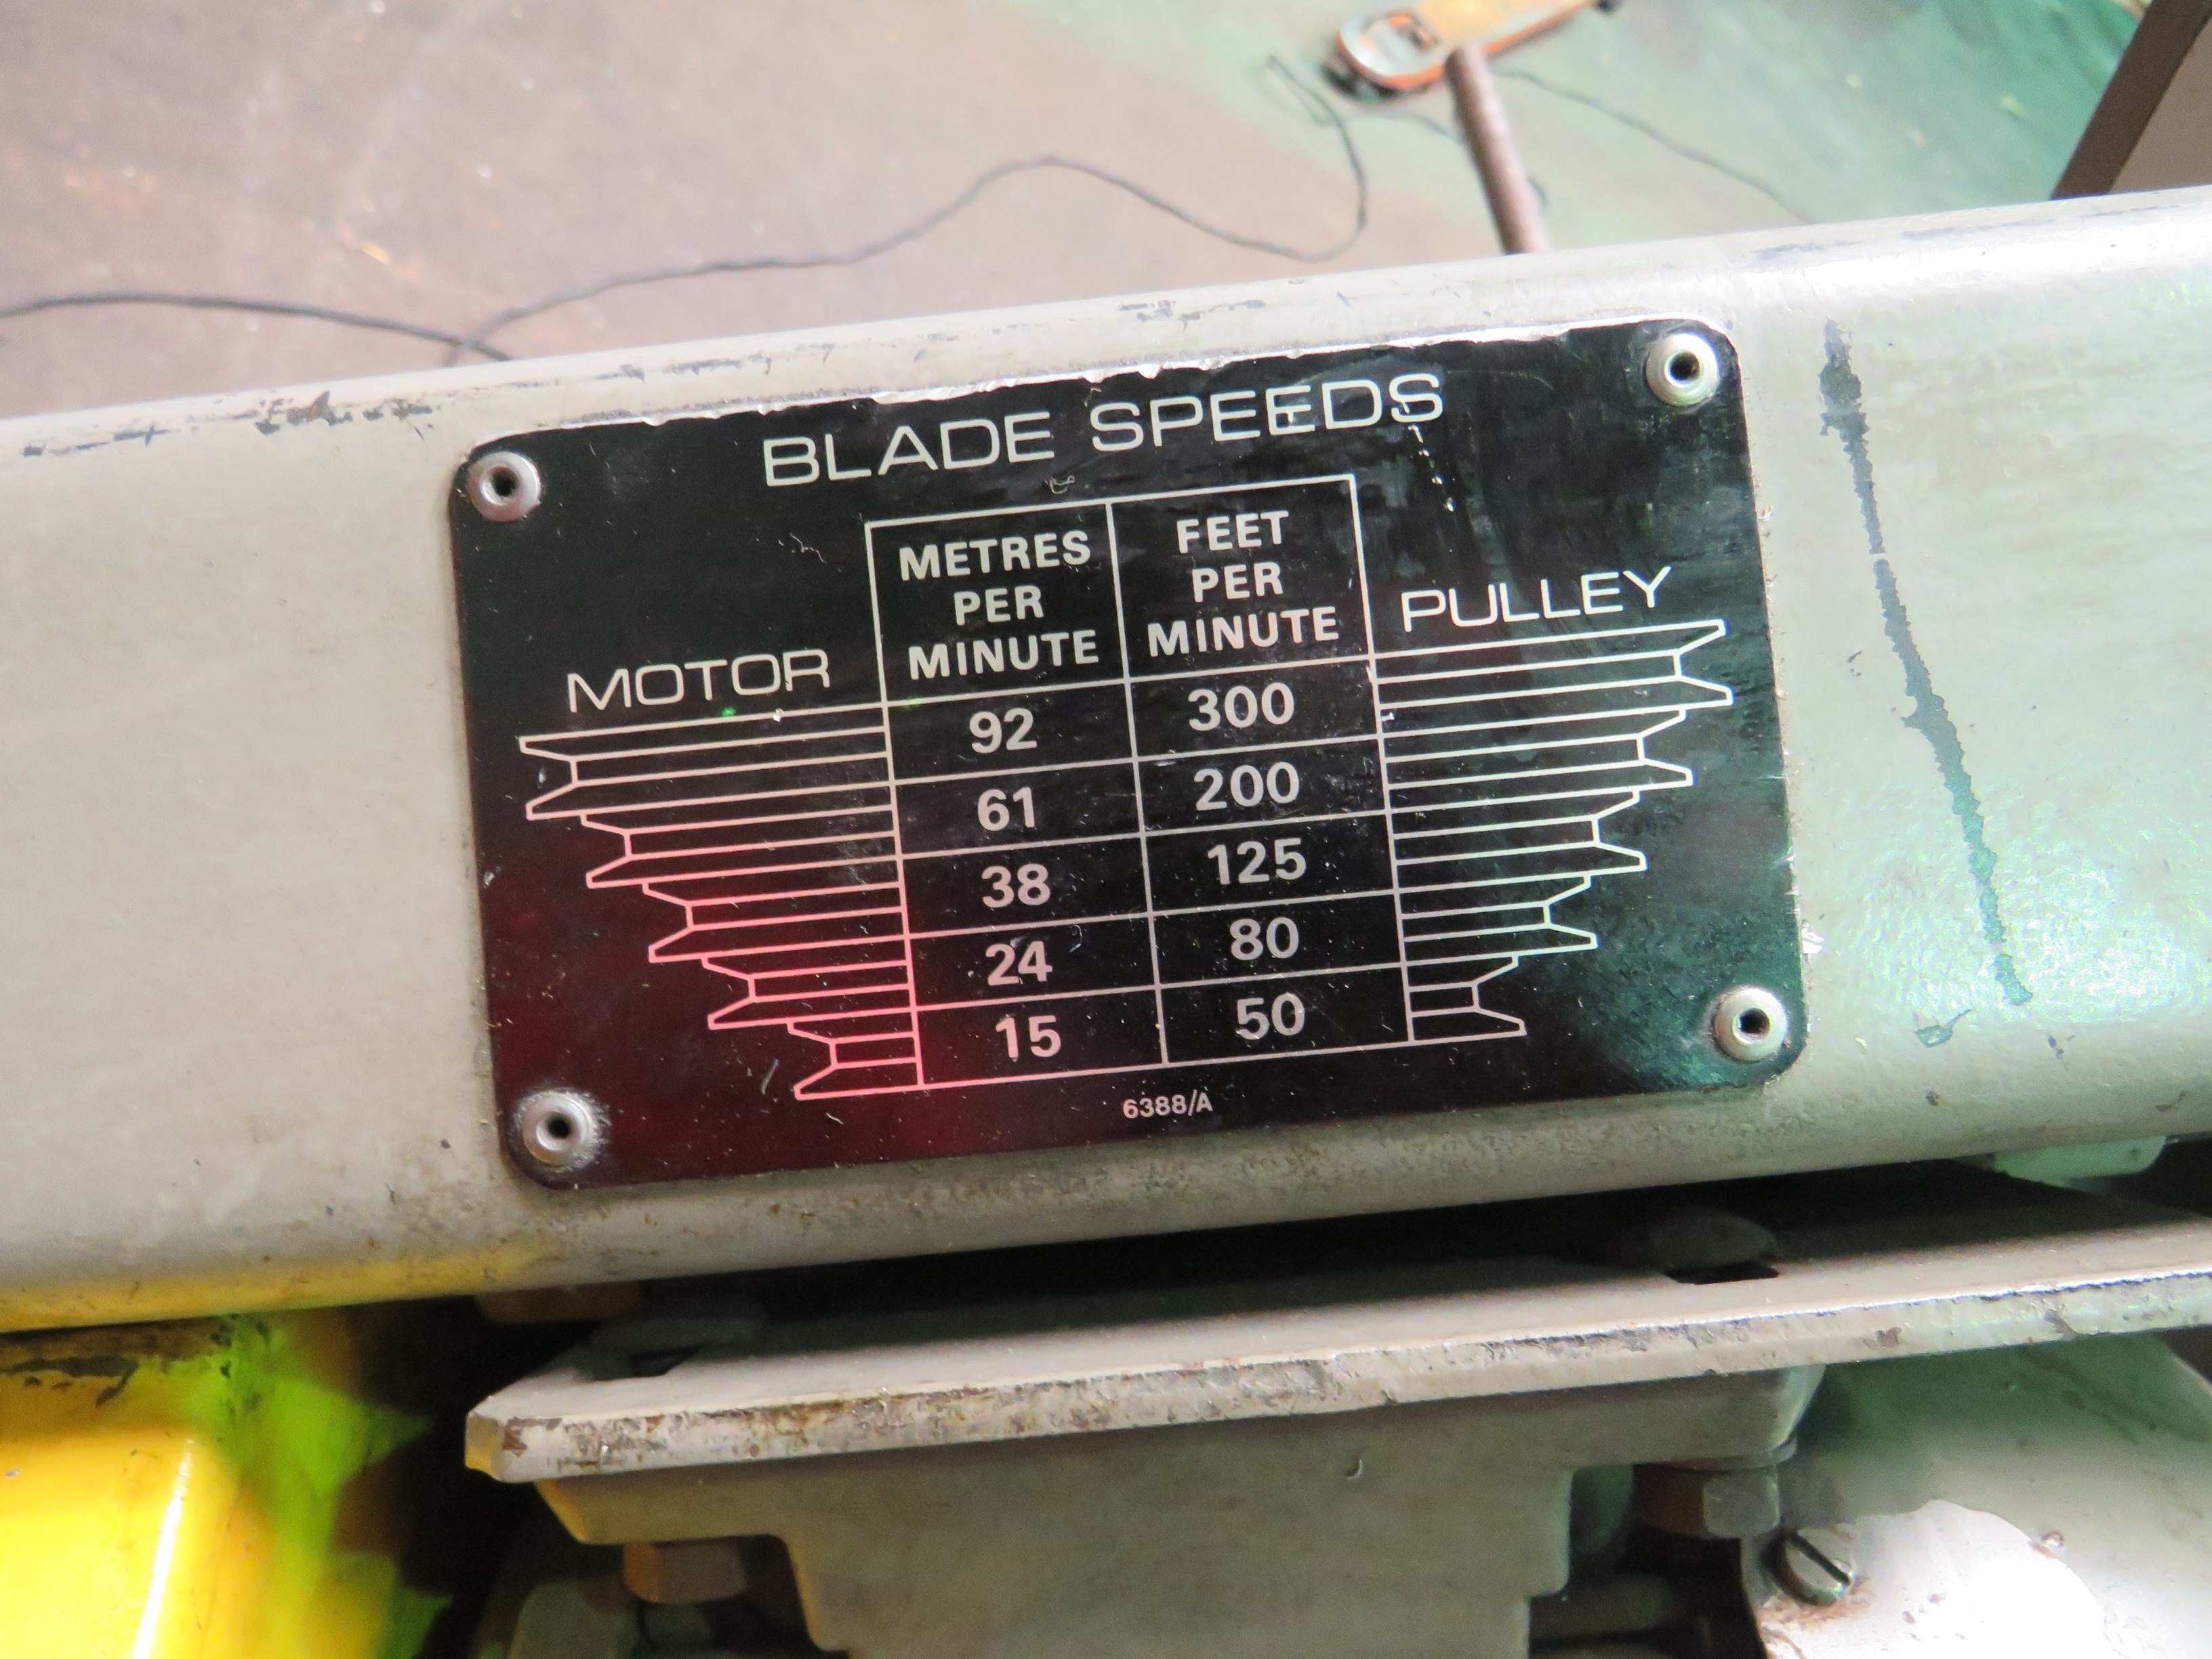 BLADE SPEEDS
METRES PER MINUTE
FEET PER MINUTE
MOTOR
PULLEY
92 300
61 200
38 125
24 80
15 50
6388/A